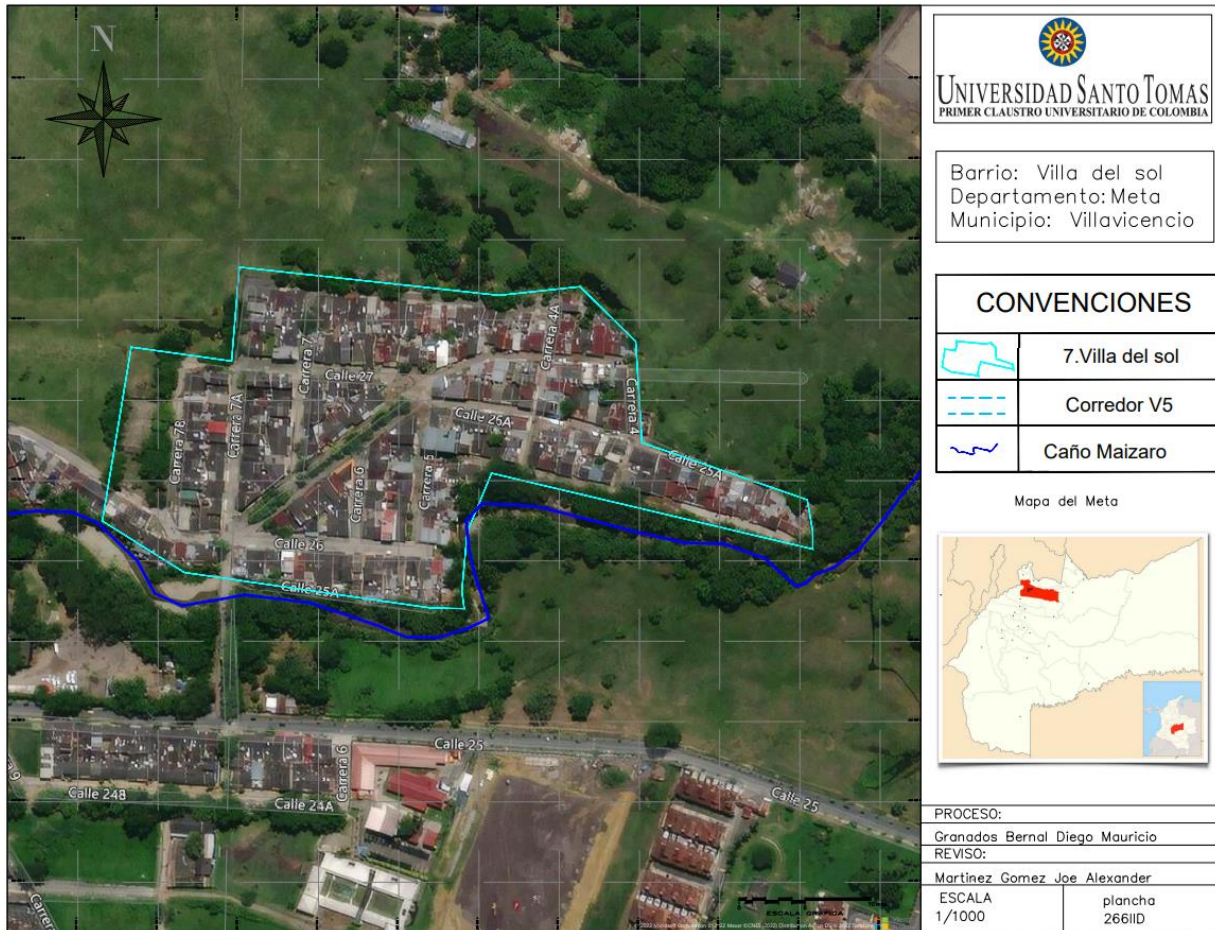 N
Carrera 4A
Carrera 7
Calle 27
Carrera 4
Carrera 7A
Calle 26A
Carrera 7B
Carrera 5
Carrera 6
Calle 25A
Calle 26
Calle 25A
Calle 25
Carrera 6
Calle 24B
Calle 24A
Calle 25
ESCALA GRAFICA
UNIVERSIDAD SANTO TOMAS
PRIMER CLAUSTRO UNIVERSITARIO DE COLOMBIA
Barrio: Villa del sol
Departamento: Meta
Municipio: Villavicencio
CONVENCIONES
7.Villa del sol
Corredor V5
Caño Maizaro
Mapa del Meta
PROCESO:
Granados Bernal Diego Mauricio
REVISO:
Martinez Gomez Joe Alexander
ESCALA
1/1000
plancha
266IID